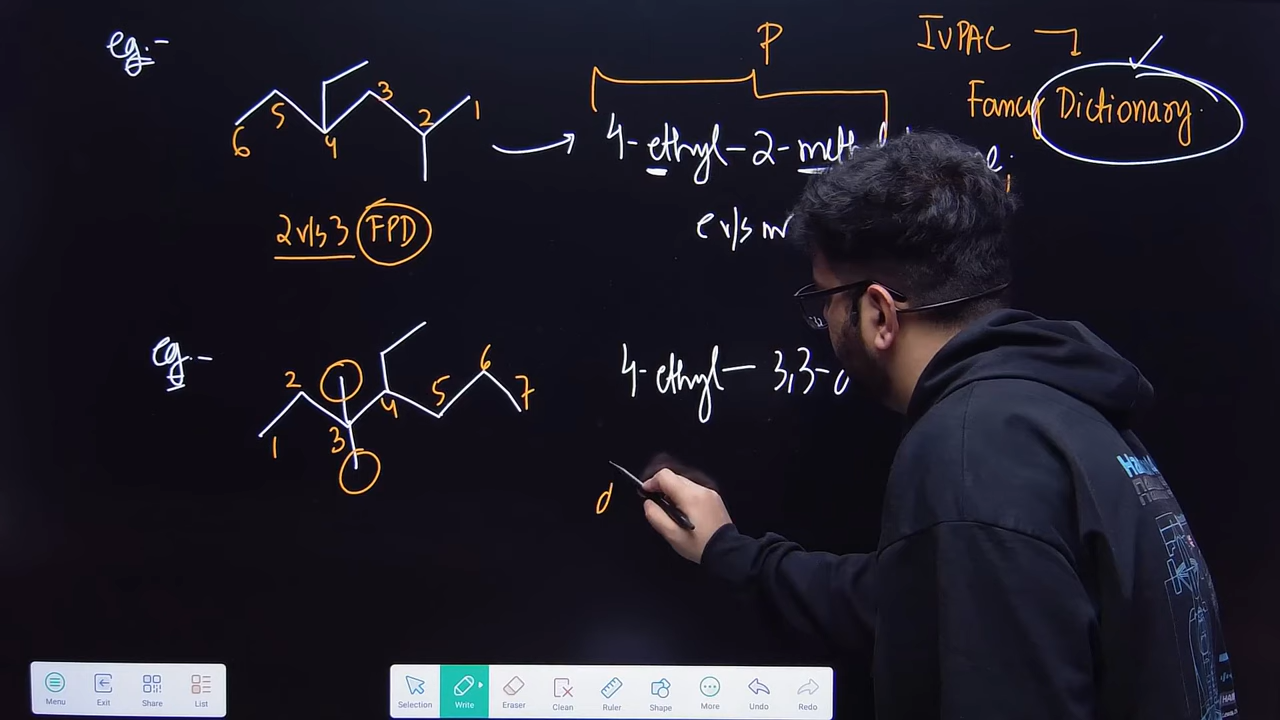 eg:-
P
IUPAC
Fancy Dictionary
6 5 4 3 2 1
4-ethyl-2-
2 v/s 3 FPD
e v/s m
eg:-
1 2 3 4 5 6 7
4-ethyl- 3,3-
d
Menu Exit Share List
Selection Write Eraser Clean Ruler Shape More Undo Redo